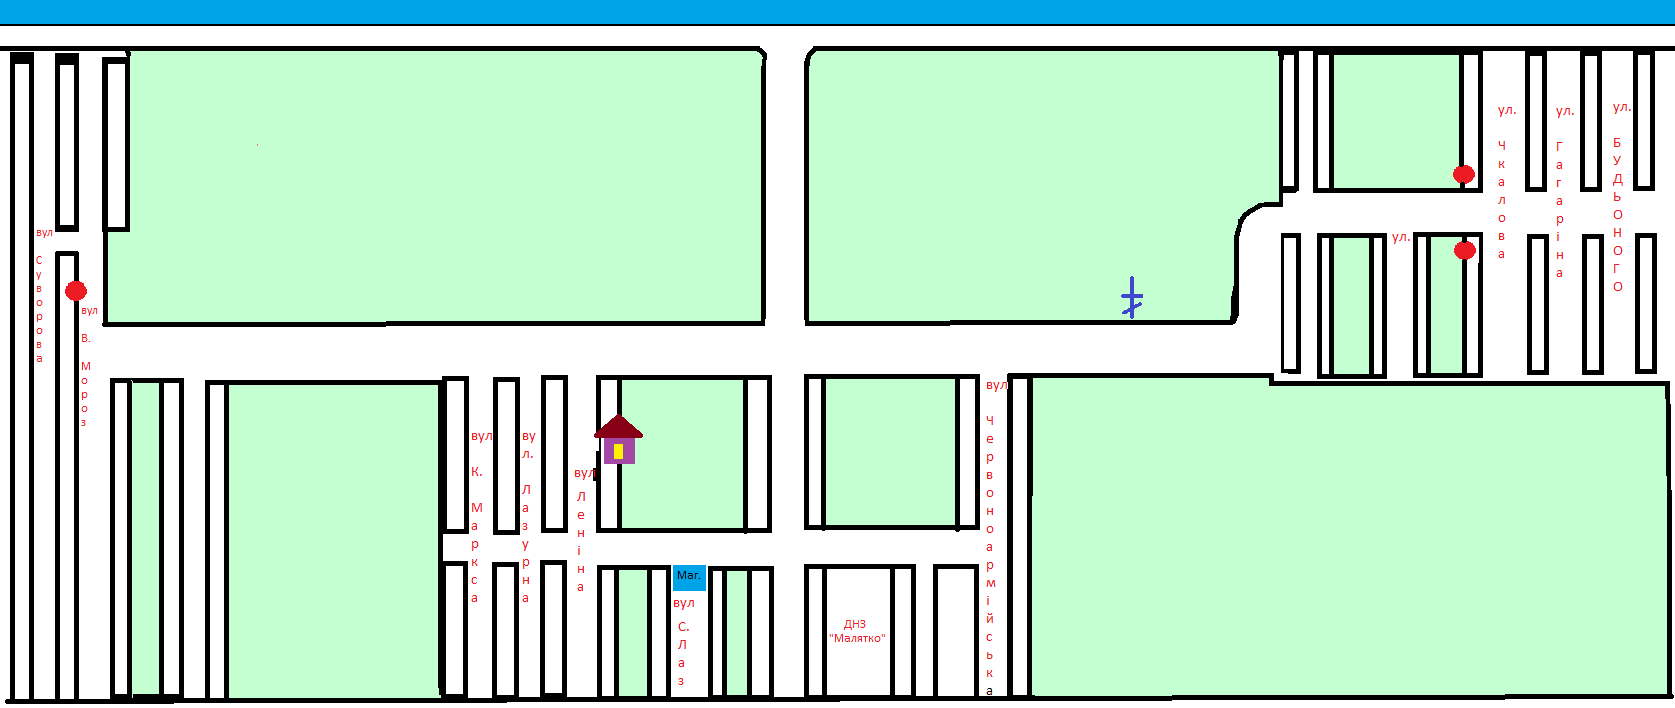 вул Суворова
вул В. Мороз
вул К. Маркса
вул. Лазурна
вул Леніна
Маг.
вул С. Лаз
ДНЗ
"Малятко"
вул Червоноармійська
ул.
ул. Чкалова
ул. Гагаріна
ул. БУДЬОНОГО